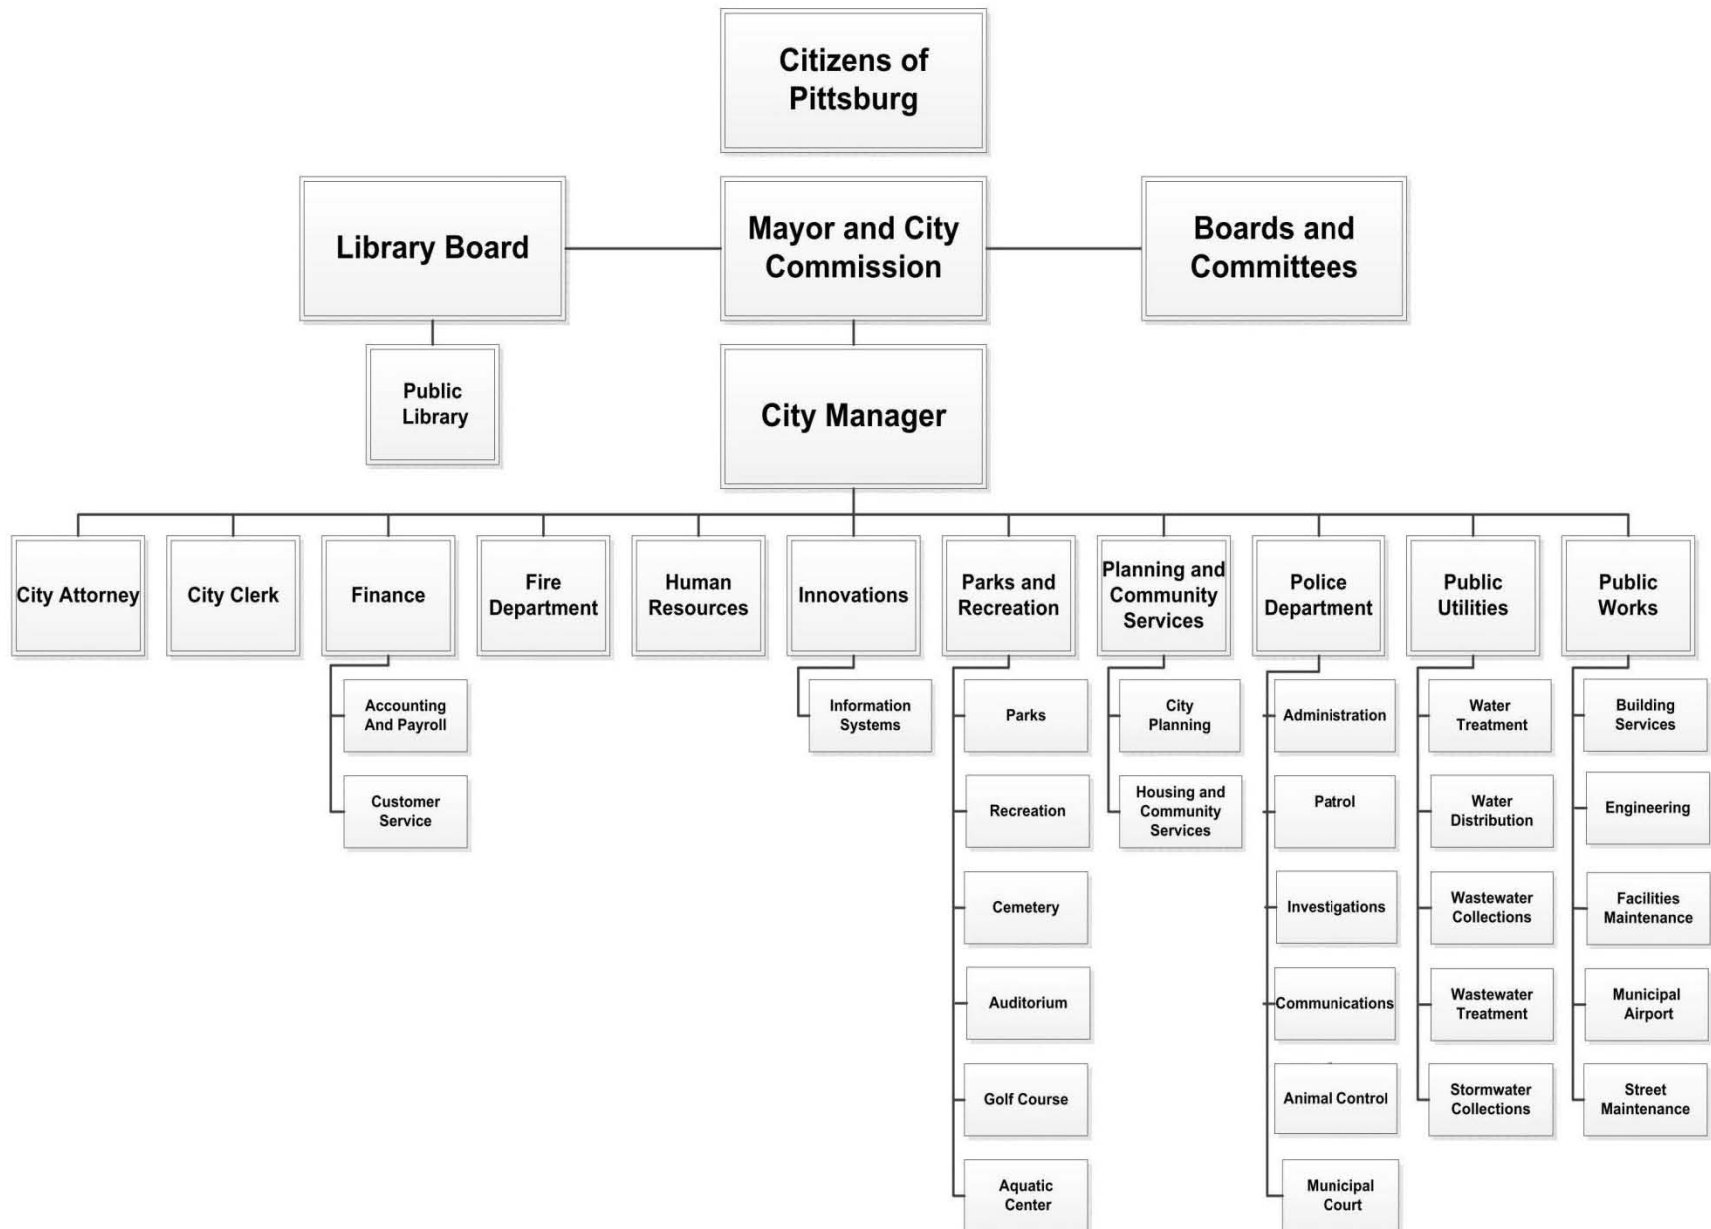 Citizens of
Pittsburg
Library Board
Mayor and City
Commission
Boards and
Committees
Public
Library
City Manager
City Attorney
City Clerk
Finance
Fire
Department
Human
Resources
Innovations
Parks and
Recreation
Planning and
Community
Services
Police
Department
Public
Utilities
Public
Works
Accounting
And Payroll
Customer
Service
Information
Systems
Parks
Recreation
Cemetery
Auditorium
Golf Course
Aquatic
Center
City
Planning
Housing and
Community
Services
Administration
Patrol
Investigations
Communications
Animal Control
Municipal
Court
Water
Treatment
Water
Distribution
Wastewater
Collections
Wastewater
Treatment
Stormwater
Collections
Building
Services
Engineering
Facilities
Maintenance
Municipal
Airport
Street
Maintenance